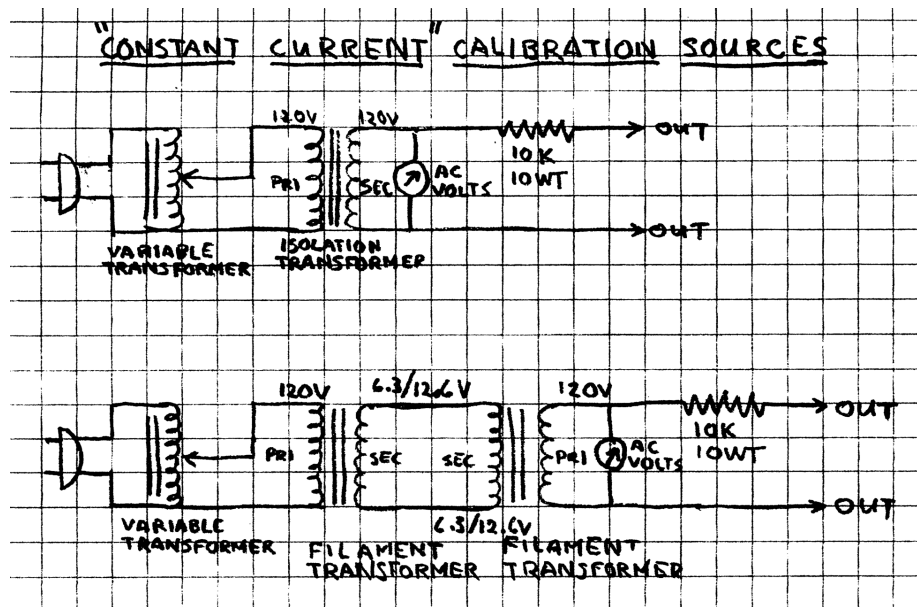 "CONSTANT CURRENT" CALIBRATION SOURCES
120V 120V
OUT
10K
10WT
PRI SEC AC VOLTS
OUT
VARIABLE TRANSFORMER
ISOLATION TRANSFORMER
120V 6.3/12.6V 120V
OUT
10K
10WT
PRI SEC SEC PRI AC VOLTS
OUT
6.3/12.6V
VARIABLE TRANSFORMER
FILAMENT TRANSFORMER
FILAMENT TRANSFORMER